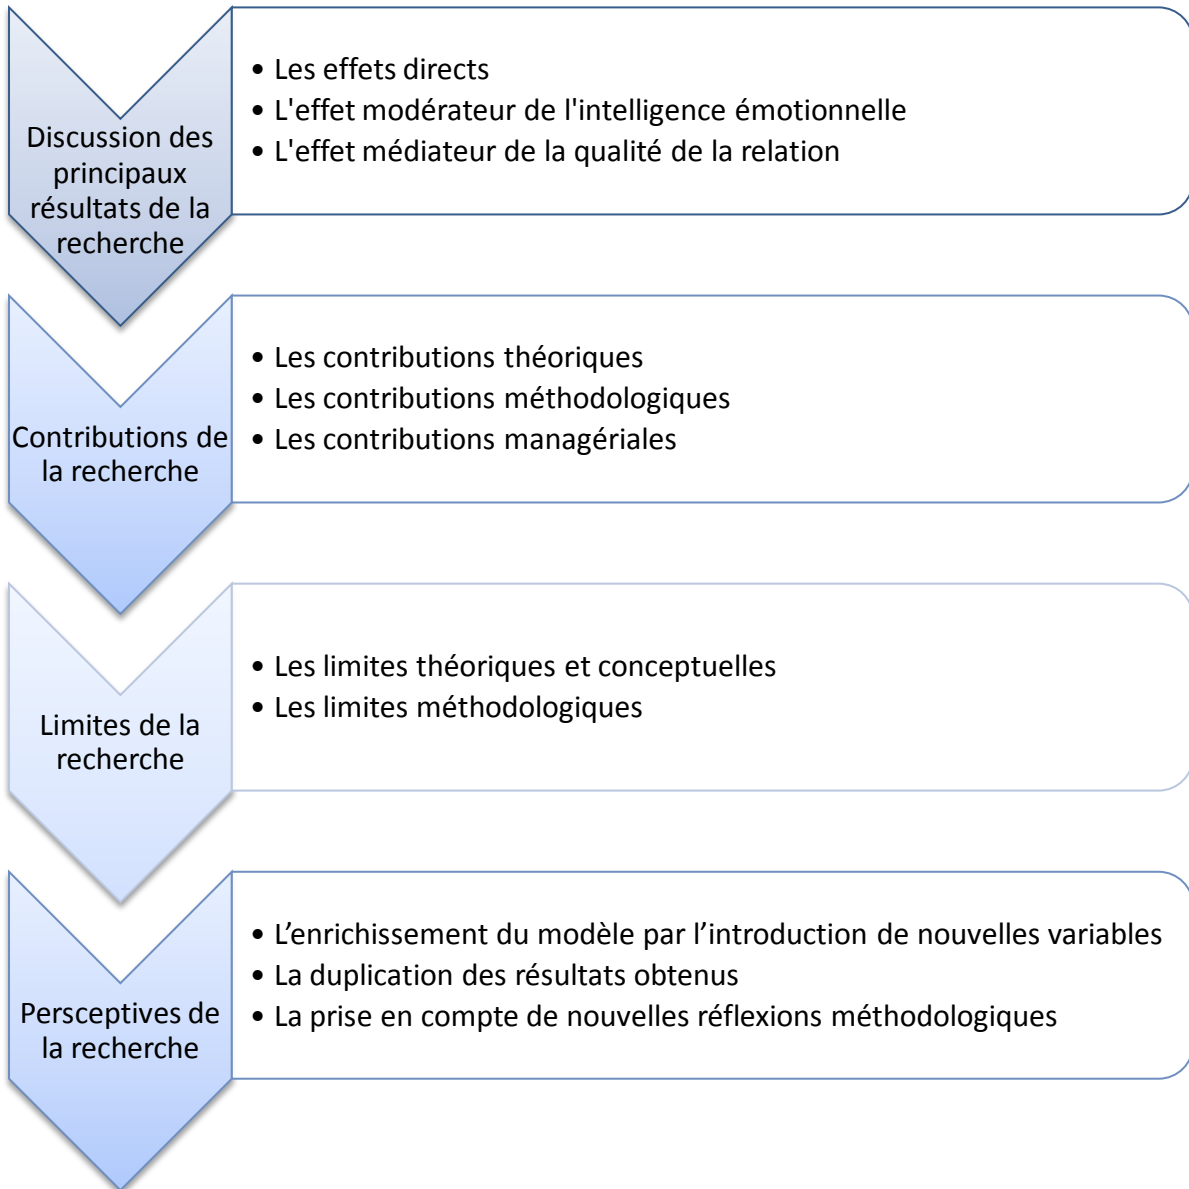 Discussion des
principaux
résultats de la
recherche
• Les effets directs
• L'effet modérateur de l'intelligence émotionnelle
• L'effet médiateur de la qualité de la relation
Contributions de
la recherche
• Les contributions théoriques
• Les contributions méthodologiques
• Les contributions managériales
Limites de la
recherche
• Les limites théoriques et conceptuelles
• Les limites méthodologiques
Persceptives de
la recherche
• L’enrichissement du modèle par l’introduction de nouvelles variables
• La duplication des résultats obtenus
• La prise en compte de nouvelles réflexions méthodologiques